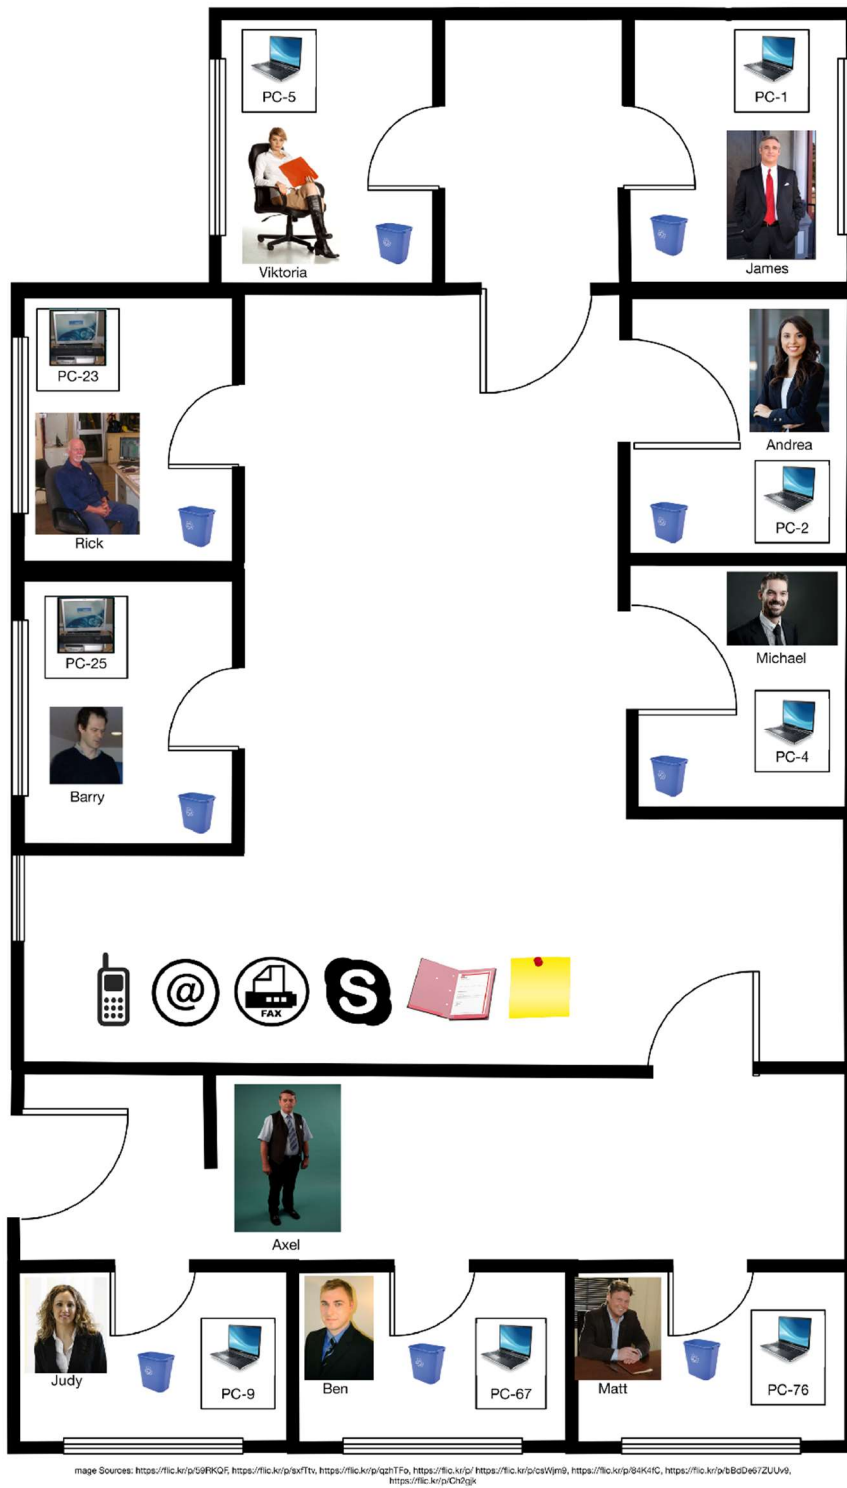 PC-5
PC-1
Viktoria
James
PC-23
Andrea
PC-2
Rick
PC-25
Michael
PC-4
Barry
@
FAX
S
Axel
Judy
PC-9
Ben
PC-67
Matt
PC-76
mage Sources: https://flic.kr/p/59RKQF, https://flic.kr/p/sxfTtv, https://flic.kr/p/qzhTFo, https://flic.kr/p/ https://flic.kr/p/csWjm9, https://flic.kr/p/84K4fC, https://flic.kr/p/bBdDe67ZUUv9,
https://flic.kr/p/Ch2gjk